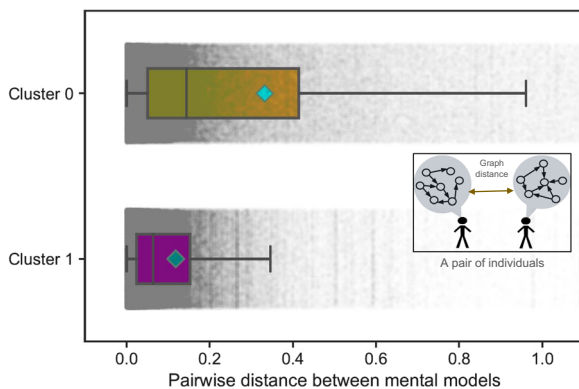 Cluster 0
Graph
distance
A pair of individuals
Cluster 1
0.0 0.2 0.4 0.6 0.8 1.0
Pairwise distance between mental models